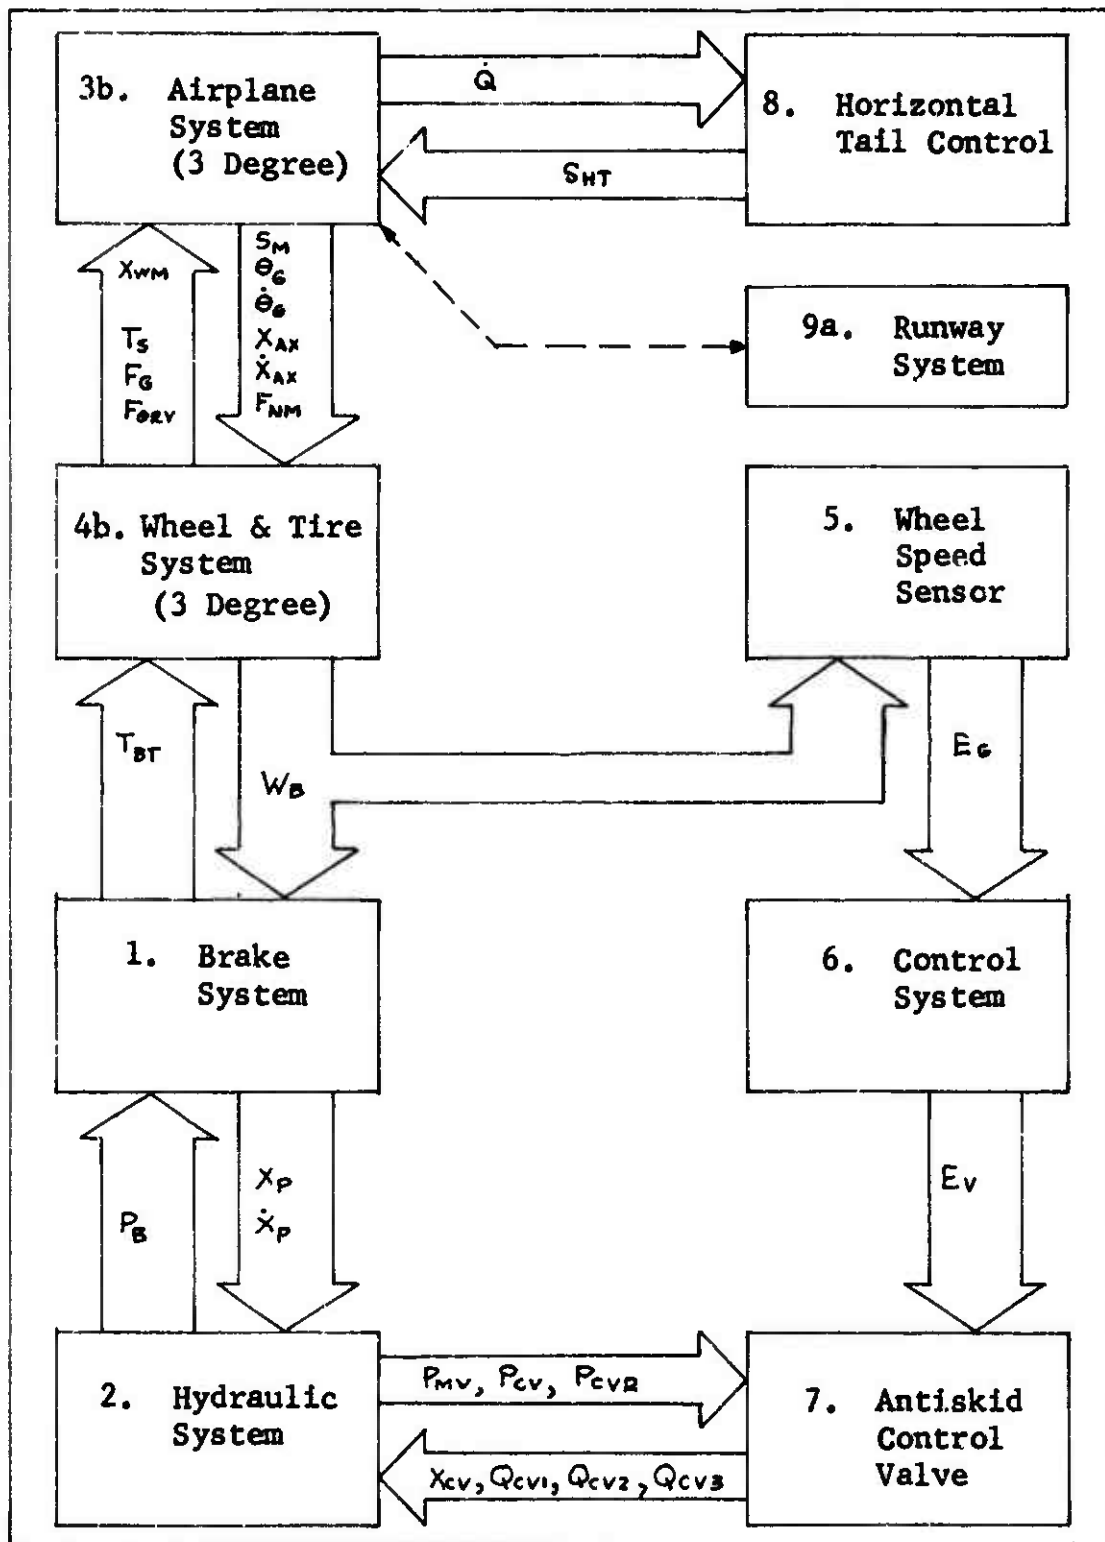 3b. Airplane
System
(3 Degree)
Q̇
S_HT
8. Horizontal
Tail Control
X_WM
T_S
F_G
F_θRY
S_M
θ_G
θ̇_G
X_AX
Ẋ_AX
F_NM
9a. Runway
System
4b. Wheel & Tire
System
(3 Degree)
5. Wheel
Speed
Sensor
T_BT
W_B
E_G
1. Brake
System
6. Control
System
P_B
X_P
Ẋ_P
E_V
2. Hydraulic
System
P_MV, P_CV, P_CVR
X_CV, Q_CV1, Q_CV2, Q_CV3
7. Antiskid
Control
Valve